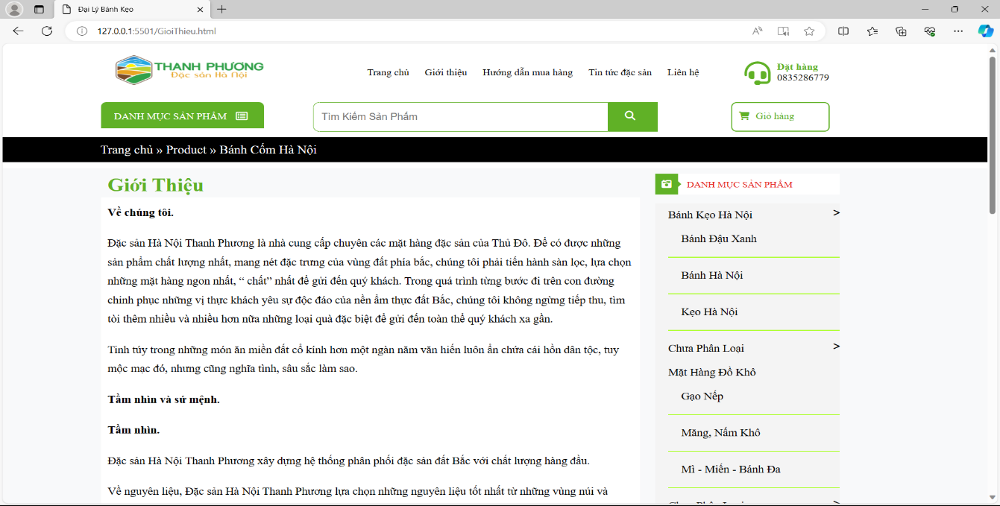 Đại Lý Bánh Kẹo
127.0.0.1:5501/GioiThieu.html
THANH PHƯƠNG
Đặc sản Hà Nội
Trang chủ Giới thiệu Hướng dẫn mua hàng Tin tức đặc sản Liên hệ
Đặt hàng
0835286779
DANH MỤC SẢN PHẨM
Tìm Kiếm Sản Phẩm
Giỏ hàng
Trang chủ » Product » Bánh Cốm Hà Nội
Giới Thiệu
Về chúng tôi.
Đặc sản Hà Nội Thanh Phương là nhà cung cấp chuyên các mặt hàng đặc sản của Thủ Đô. Để có được những
sản phẩm chất lượng nhất, mang nét đặc trưng của vùng đất phía bắc, chúng tôi phải tiến hành sàn lọc, lựa chọn
những mặt hàng ngon nhất, “ chất” nhất để gửi đến quý khách. Trong quá trình từng bước đi trên con đường
chinh phục những vị thực khách yêu sự độc đáo của nền ẩm thực đất Bắc, chúng tôi không ngừng tiếp thu, tìm
tòi thêm nhiều và nhiều hơn nữa những loại quà đặc biệt để gửi đến toàn thể quý khách xa gần.
Tinh túy trong những món ăn miền đất cổ kính hơn một ngàn năm văn hiến luôn ẩn chứa cái hồn dân tộc, tuy
mộc mạc đó, nhưng cũng nghĩa tình, sâu sắc làm sao.
Tầm nhìn và sứ mệnh.
Tầm nhìn.
Đặc sản Hà Nội Thanh Phương xây dựng hệ thống phân phối đặc sản đất Bắc với chất lượng hàng đầu.
Về nguyên liệu, Đặc sản Hà Nội Thanh Phương lựa chọn những nguyên liệu tốt nhất từ những vùng núi và
DANH MỤC SẢN PHẨM
Bánh Kẹo Hà Nội >
Bánh Đậu Xanh
Bánh Hà Nội
Kẹo Hà Nội
Chưa Phân Loại >
Mặt Hàng Đồ Khô
Gạo Nếp
Măng, Nấm Khô
Mì - Miến - Bánh Đa